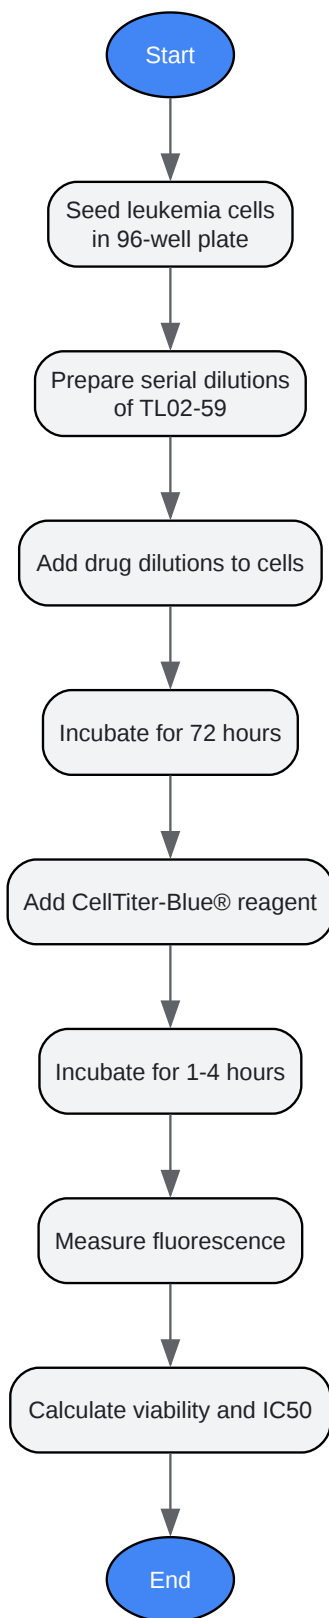 Start
Seed leukemia cells
in 96-well plate
Prepare serial dilutions
of TL02-59
Add drug dilutions to cells
Incubate for 72 hours
Add CellTiter-Blue® reagent
Incubate for 1-4 hours
Measure fluorescence
Calculate viability and IC50
End